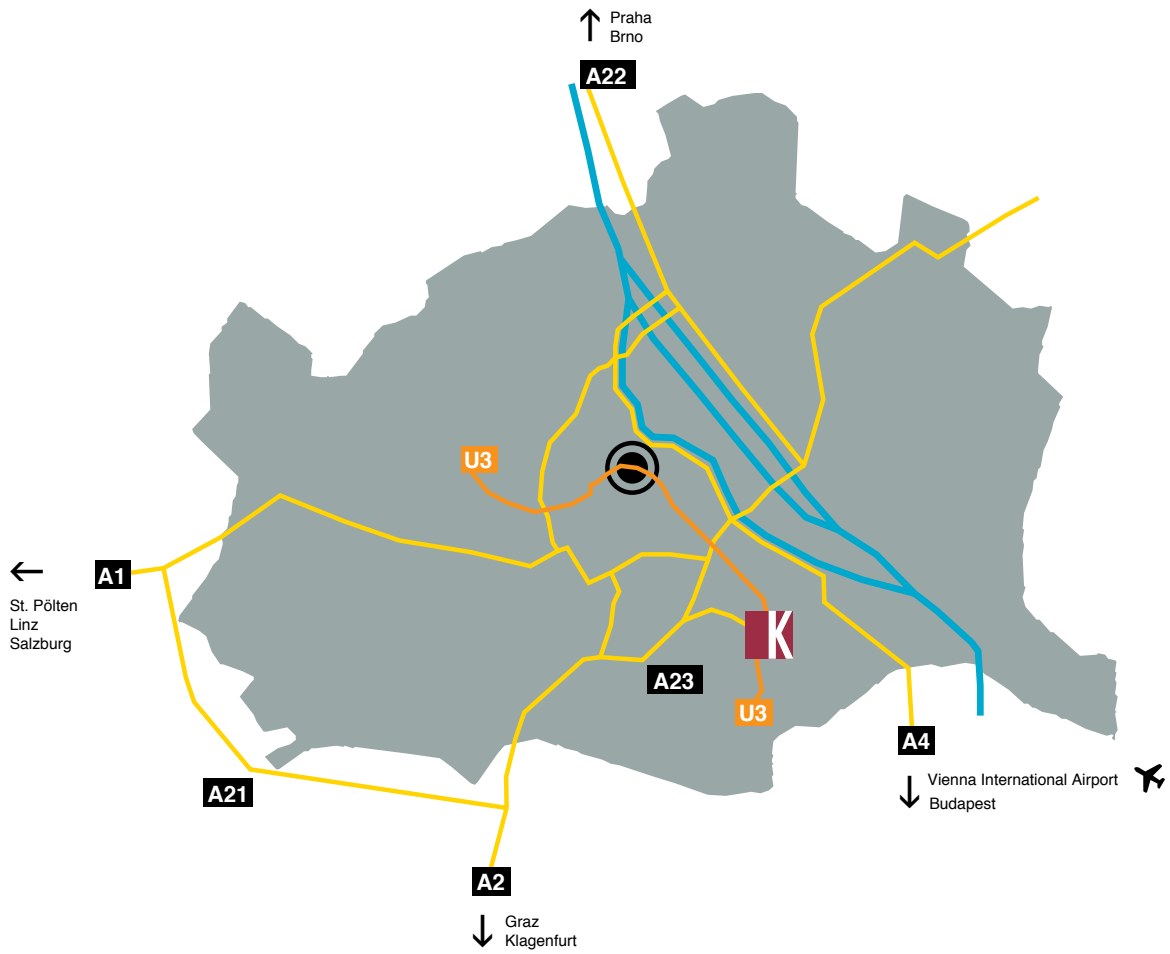 Praha
Brno
A22
U3
A1
St. Pölten
Linz
Salzburg
K
A23
U3
A4
Vienna International Airport
Budapest
A21
A2
Graz
Klagenfurt